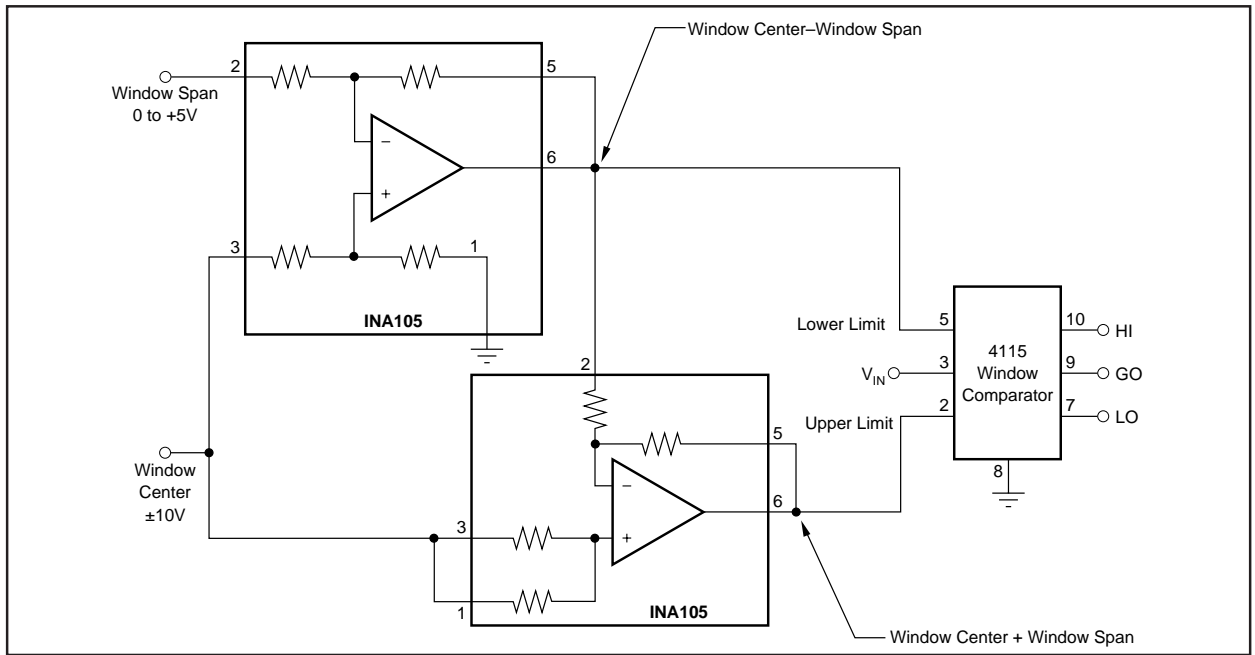 Window Center–Window Span
2
5
Window Span
0 to +5V
–
6
+
3
1
INA105
Lower Limit
5
10
HI
4115
Window
Comparator
V_IN
3
9
GO
2
7
LO
Upper Limit
8
2
5
Window
Center
±10V
–
6
3
+
1
INA105
Window Center + Window Span